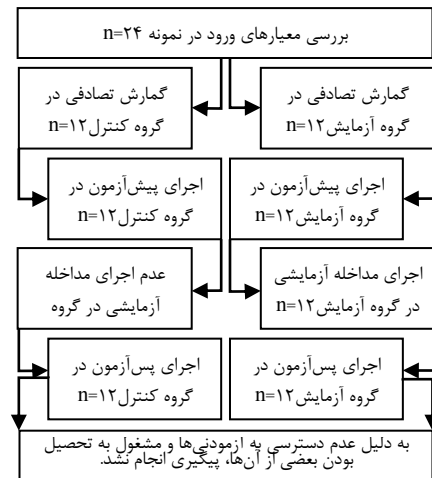 بررسی معیارهای ورود در نمونه n=۲۴
گمارش تصادفی در
گروه آزمایش n=۱۲
گمارش تصادفی در
گروه کنترل n=۱۲
اجرای پیش‌آزمون در
گروه آزمایش n=۱۲
اجرای پیش‌آزمون در
گروه کنترل n=۱۲
اجرای مداخله آزمایشی
در گروه آزمایش n=۱۲
عدم اجرای مداخله
آزمایشی در گروه
اجرای پس‌آزمون در
گروه آزمایش n=۱۲
اجرای پس‌آزمون در
گروه کنترل n=۱۲
به دلیل عدم دسترسی به ازمودنی‌ها و مشغول به تحصیل
بودن بعضی از آن‌ها، پیگیری انجام نشد.